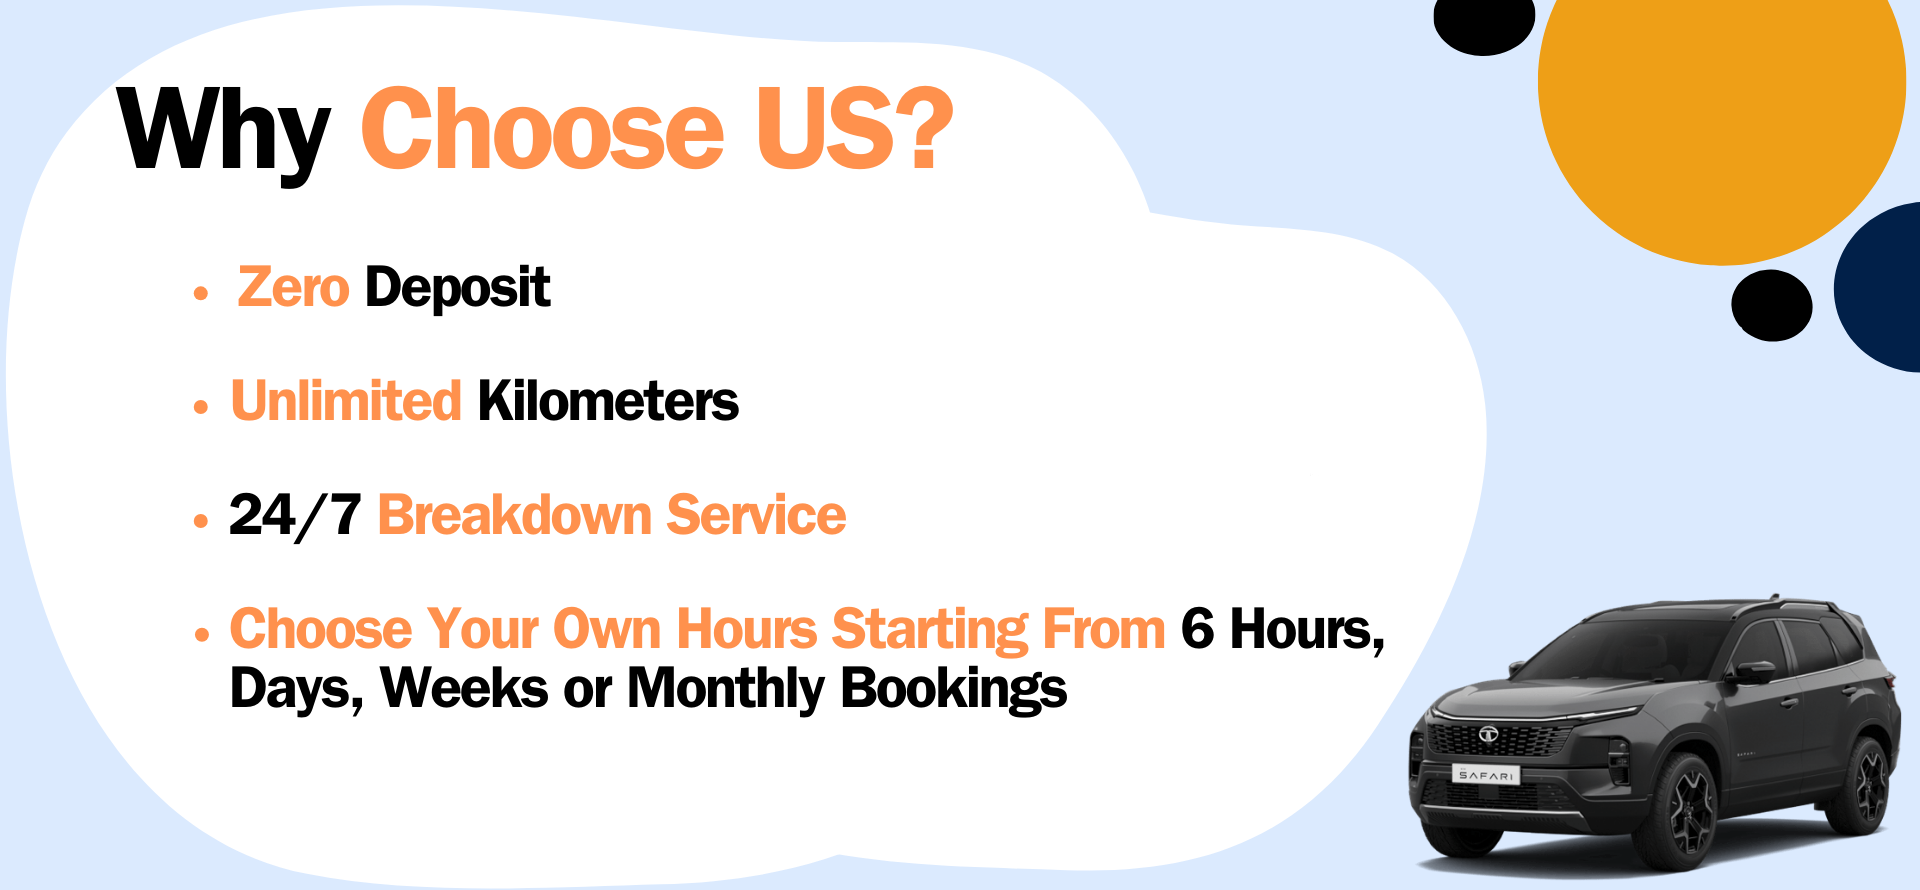 Why Choose US?
• Zero Deposit
• Unlimited Kilometers
• 24/7 Breakdown Service
• Choose Your Own Hours Starting From 6 Hours,
Days, Weeks or Monthly Bookings
SAFARI